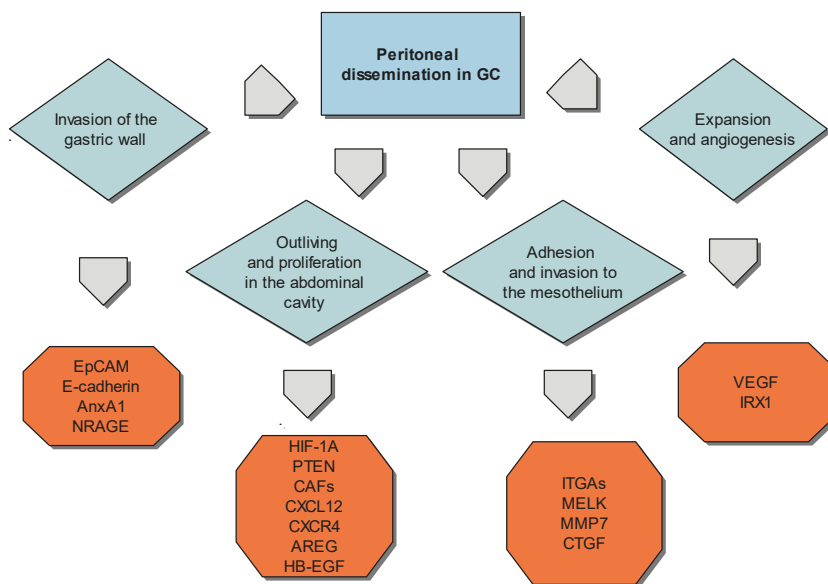 Peritoneal
dissemination in GC
Invasion of the
gastric wall
Expansion
and angiogenesis
Outliving
and proliferation
in the abdominal
cavity
Adhesion
and invasion to
the mesothelium
EpCAM
E-cadherin
AnxA1
NRAGE
HIF-1A
PTEN
CAFs
CXCL12
CXCR4
AREG
HB-EGF
ITGAs
MELK
MMP7
CTGF
VEGF
IRX1